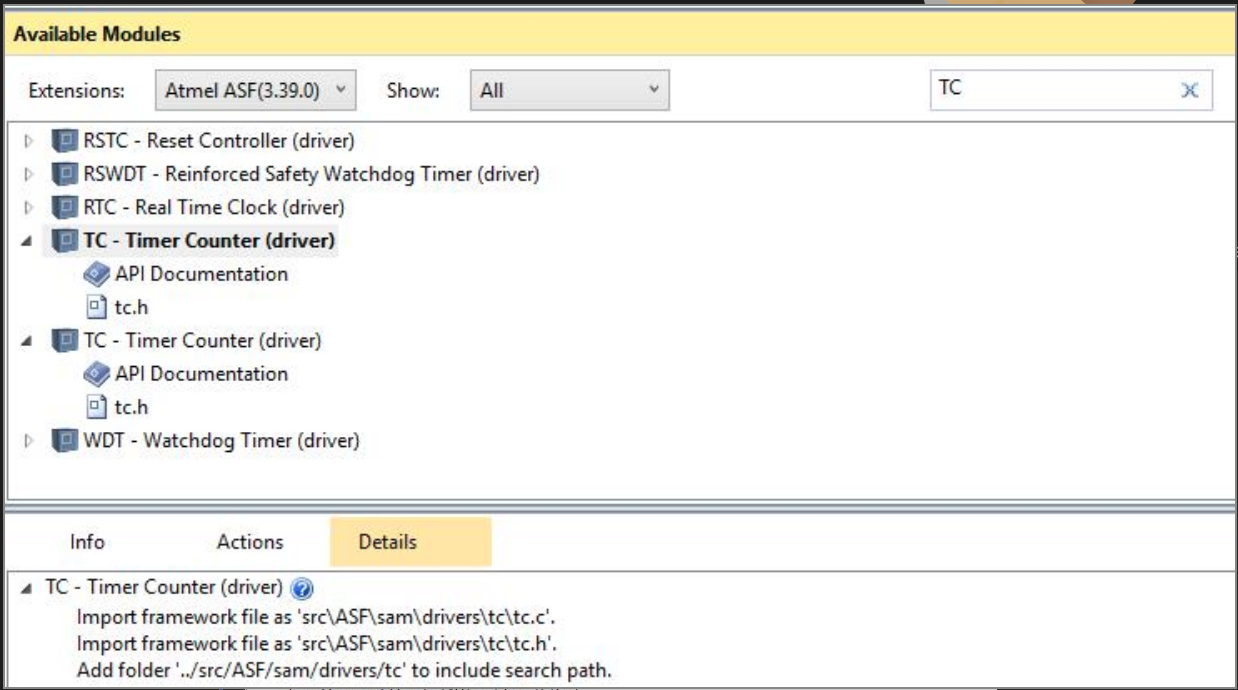 Available Modules
Extensions: Atmel ASF(3.39.0) Show: All TC
RSTC - Reset Controller (driver)
RSWDT - Reinforced Safety Watchdog Timer (driver)
RTC - Real Time Clock (driver)
TC - Timer Counter (driver)
API Documentation
tc.h
TC - Timer Counter (driver)
API Documentation
tc.h
WDT - Watchdog Timer (driver)
Info Actions Details
TC - Timer Counter (driver) ?
Import framework file as 'src\ASF\sam\drivers\tc\tc.c'.
Import framework file as 'src\ASF\sam\drivers\tc\tc.h'.
Add folder '../src/ASF/sam/drivers/tc' to include search path.